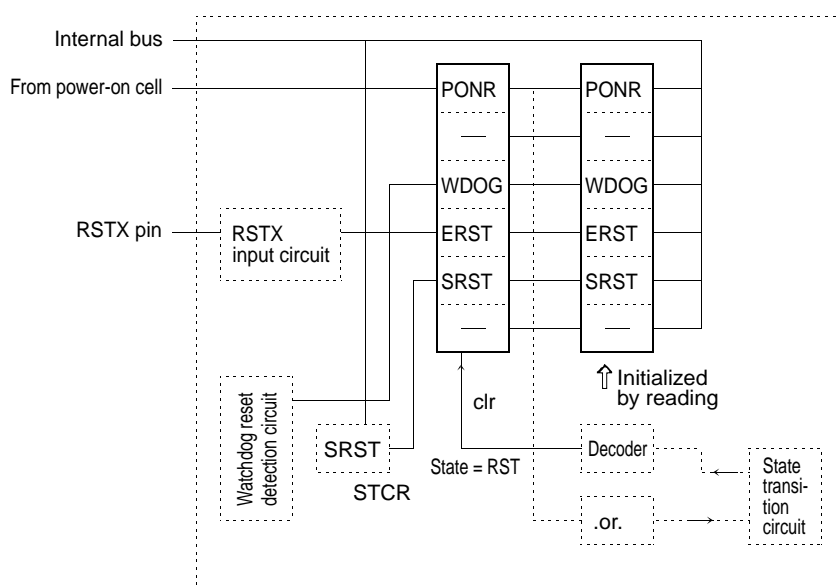 Internal bus
From power-on cell
PONR
PONR
—
—
WDOG
WDOG
RSTX pin
RSTX
input circuit
ERST
ERST
SRST
SRST
—
—
Watchdog reset
detection circuit
clr
Initialized
by reading
SRST
STCR
State = RST
Decoder
.or.
State
transi-
tion
circuit